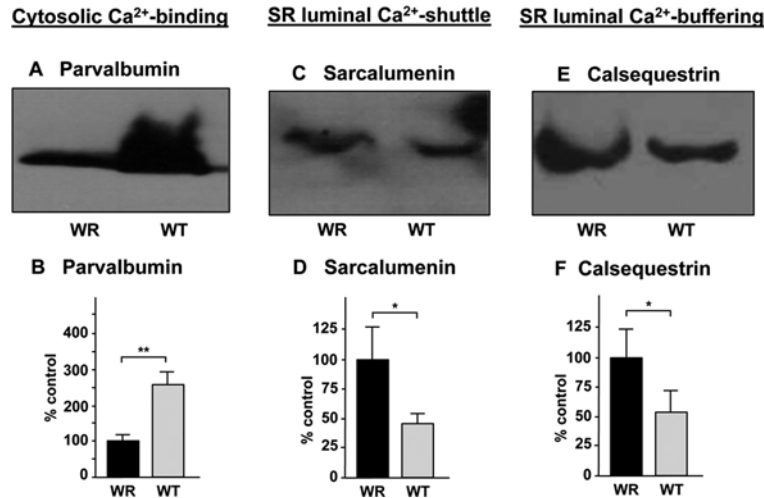 Cytosolic Ca²⁺-binding SR luminal Ca²⁺-shuttle SR luminal Ca²⁺-buffering
A Parvalbumin C Sarcalumenin E Calsequestrin
WR WT WR WT WR WT
B Parvalbumin D Sarcalumenin F Calsequestrin
% control
400
300
200
100
0
**
WR WT
% control
125
100
75
50
25
0
*
WR WT
% control
125
100
75
50
25
0
*
WR WT